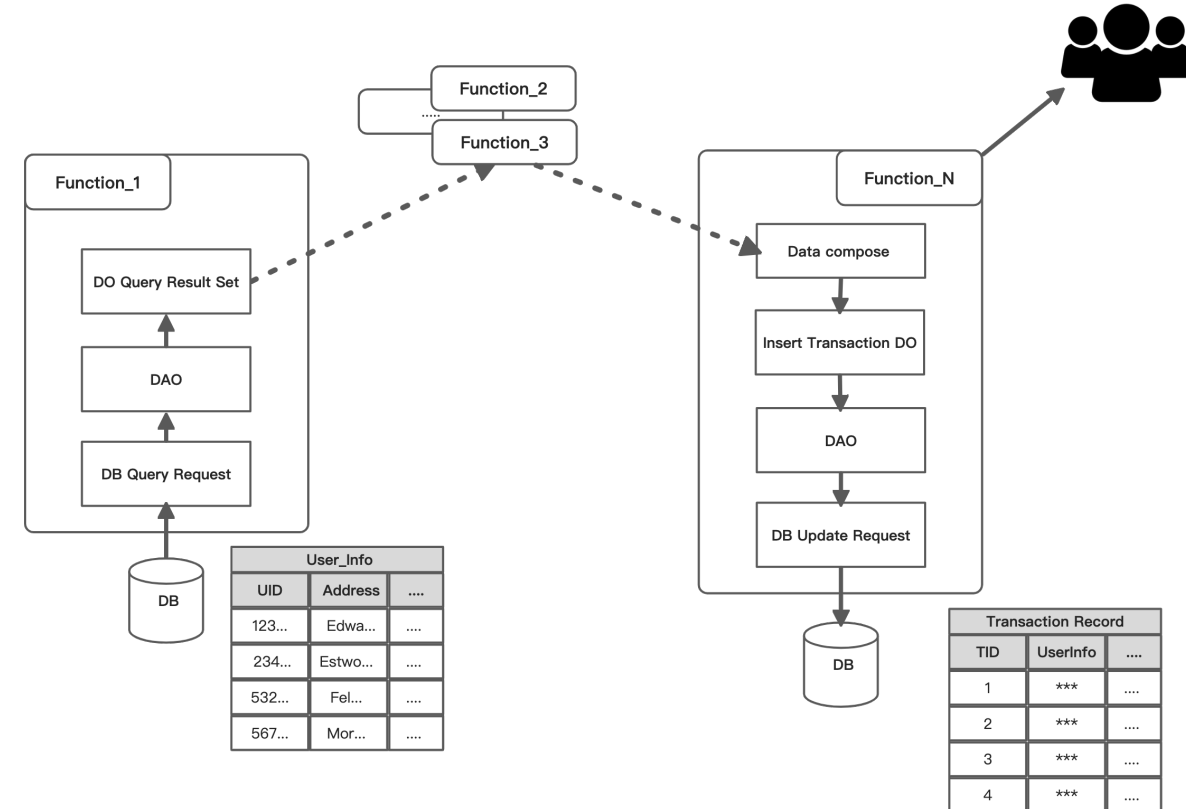 Function_2
.....
Function_3
Function_1
DO Query Result Set
DAO
DB Query Request
DB
User_Info
UID Address ....
123... Edwa... ....
234... Estwo... ....
532... Fel... ....
567... Mor... ....
Function_N
Data compose
Insert Transaction DO
DAO
DB Update Request
DB
Transaction Record
TID UserInfo ....
1 *** ....
2 *** ....
3 *** ....
4 *** ....